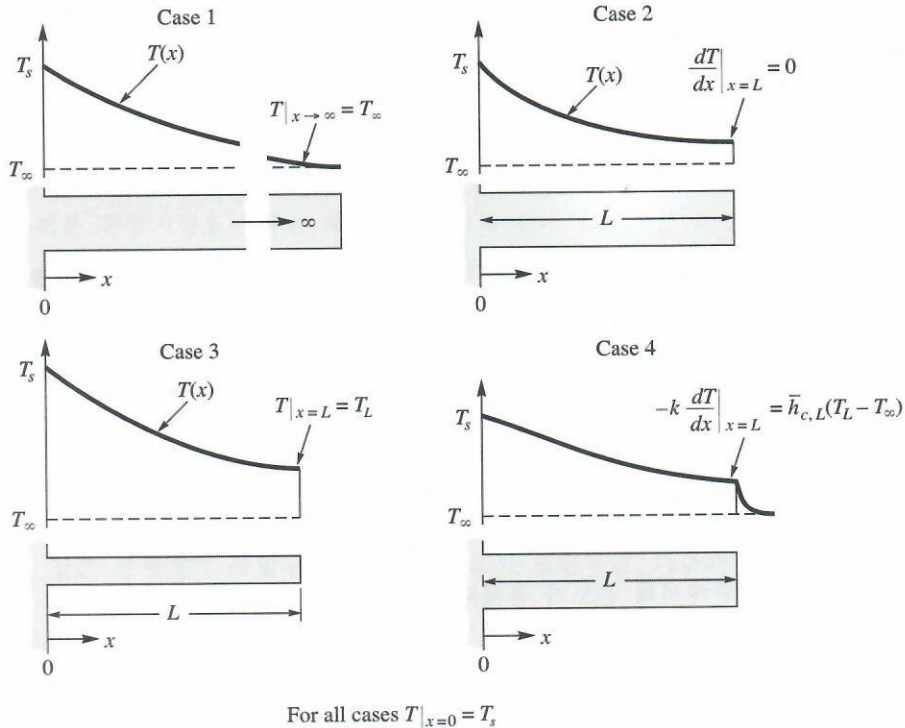 Case 1
T_s
T(x)
T|_{x→∞} = T_∞
T_∞
∞
x
0
Case 2
T_s
T(x)
dT/dx|_{x=L} = 0
T_∞
L
x
0
Case 3
T_s
T(x)
T|_{x=L} = T_L
T_∞
L
x
0
Case 4
T_s
-k dT/dx|_{x=L} = h̄_{c,L}(T_L – T_∞)
T_∞
L
x
0
For all cases T|_{x=0} = T_s